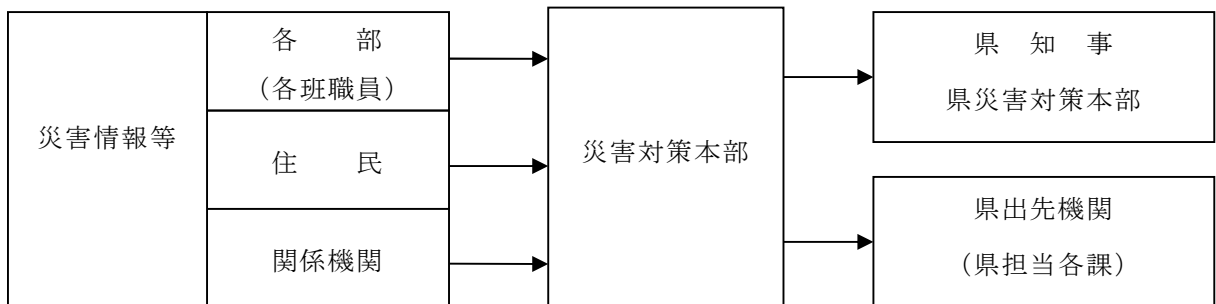 災害情報等
各　　部
（各班職員）
住　　民
関係機関
災害対策本部
県　知　事
県災害対策本部
県出先機関
（県担当各課）